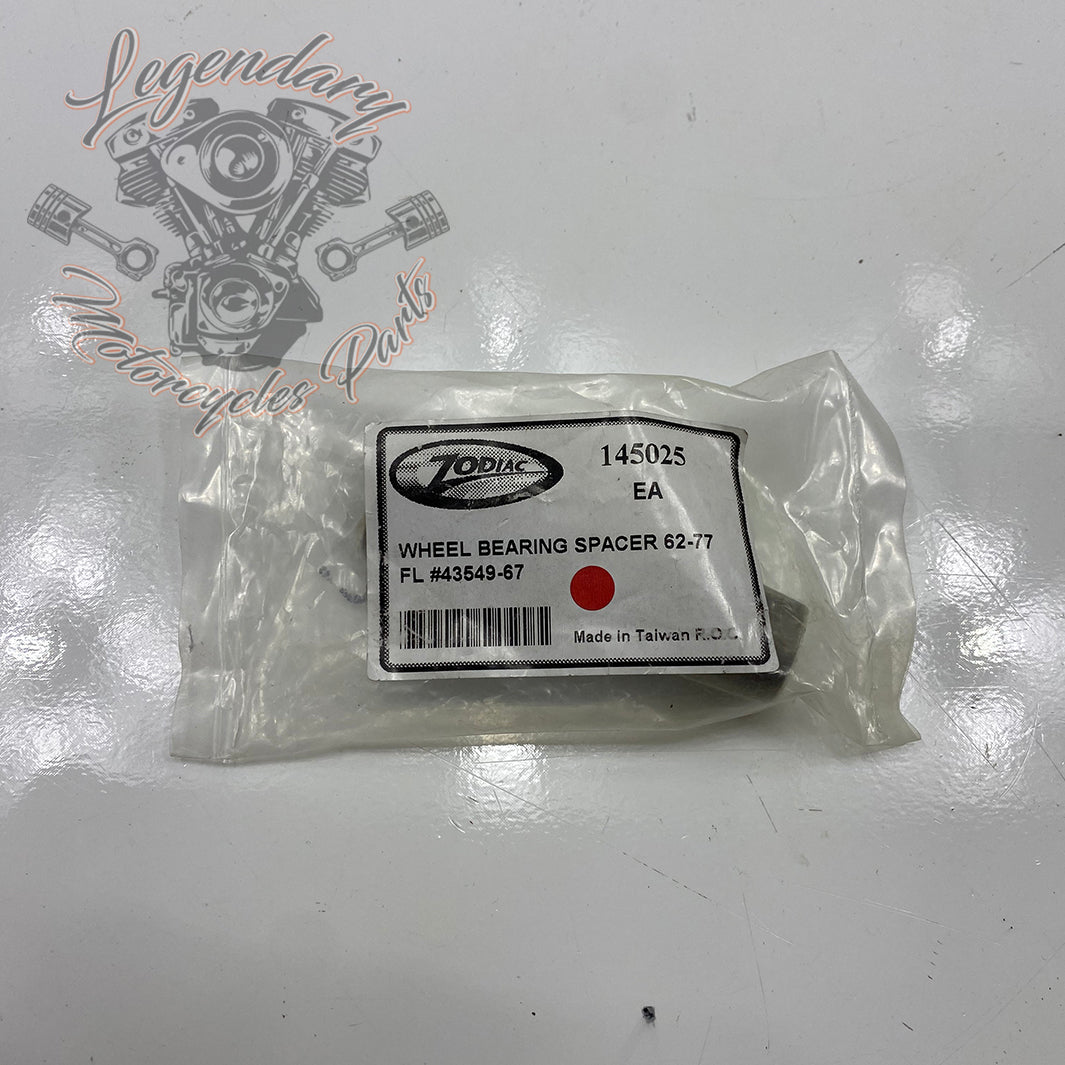 Legendary
Motorcycles Parts
ZODIAC
145025
EA
WHEEL BEARING SPACER 62-77
FL #43549-67
Made in Taiwan R.O.C.